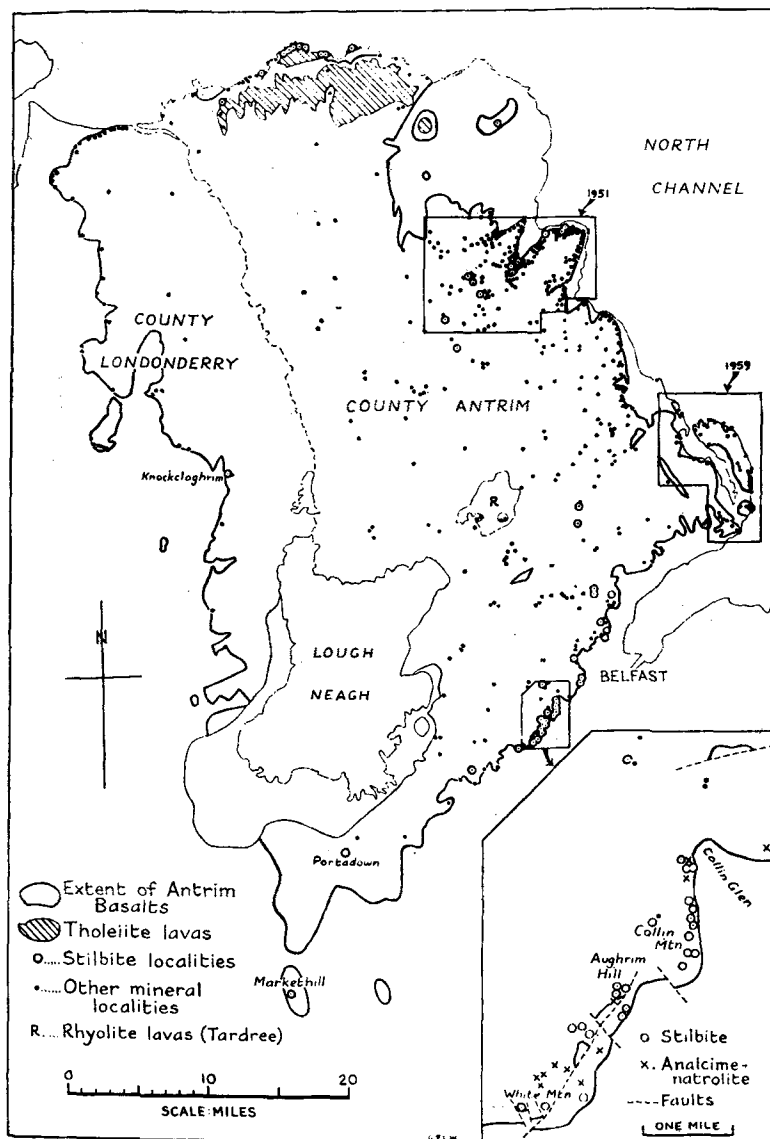 NORTH
CHANNEL
1951
COUNTY
LONDONDERRY
1959
COUNTY ANTRIM
Knockcloghrim
R
N
LOUGH
NEAGH
BELFAST
Portadown
Extent of Antrim
Basalts
Tholeiite lavas
Stilbite localities
Other mineral
localities
R.... Rhyolite lavas (Tardree)
Markethill
0 10 20
SCALE: MILES
Collin Glen
Collin
Mtn
Aughrim
Hill
White Mtn
Stilbite
x. Analcime-
natrolite
Faults
ONE MILE